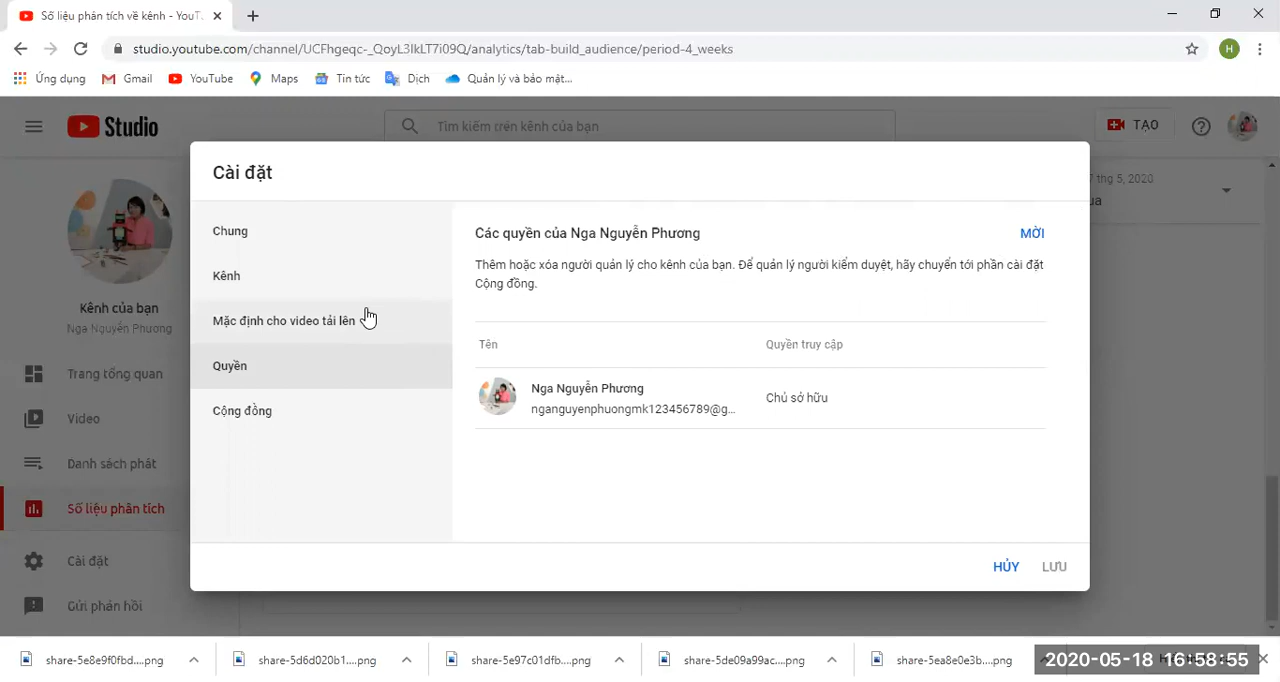 Số liệu phân tích về kênh - YouT
studio.youtube.com/channel/UCFhgeqc-_QoyL3lkLT7i09Q/analytics/tab-build_audience/period-4_weeks
H
Ứng dụng Gmail YouTube Maps Tin tức Dịch Quản lý và bảo mật...
Studio
Tìm kiếm trên kênh của bạn
TẠO
Cài đặt
7 thg 5, 2020
ua
Chung
Kênh
Mặc định cho video tải lên
Quyền
Cộng đồng
Các quyền của Nga Nguyễn Phương
MỜI
Thêm hoặc xóa người quản lý cho kênh của bạn. Để quản lý người kiểm duyệt, hãy chuyển tới phần cài đặt
Cộng đồng.
Tên Quyền truy cập
Nga Nguyễn Phương
nganguyenphuongmk123456789@g...
Chủ sở hữu
HỦY LƯU
Kênh của bạn
Nga Nguyễn Phương
Trang tổng quan
Video
Danh sách phát
Số liệu phân tích
Cài đặt
Gửi phản hồi
share-5e8e9f0fbd....png share-5d6d020b1....png share-5e97c01dfb....png share-5de09a99ac....png share-5ea8e0e3b....png
2020-05-18 16:58:55